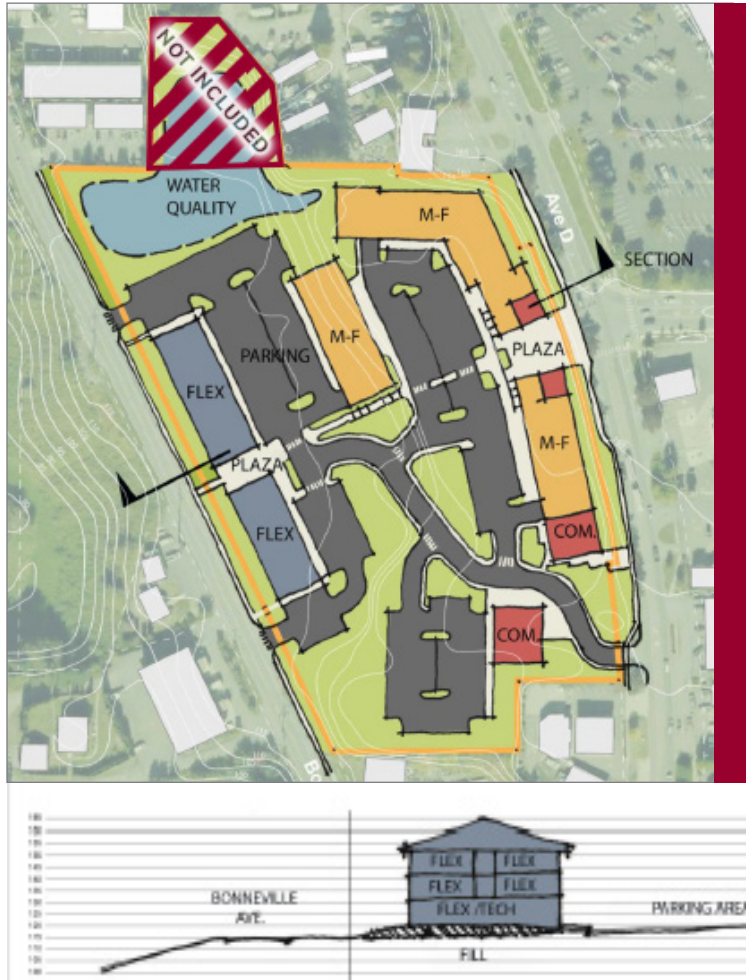 NOT INCLUDED
WATER
QUALITY
M-F
Ave D
SECTION
PARKING
M-F
PLAZA
FLEX
M-F
PLAZA
FLEX
COM.
COM.
Bo
FLEX FLEX
FLEX FLEX
FLEX /TECH
BONNEVILLE
AVE.
PARKING AREA
FILL